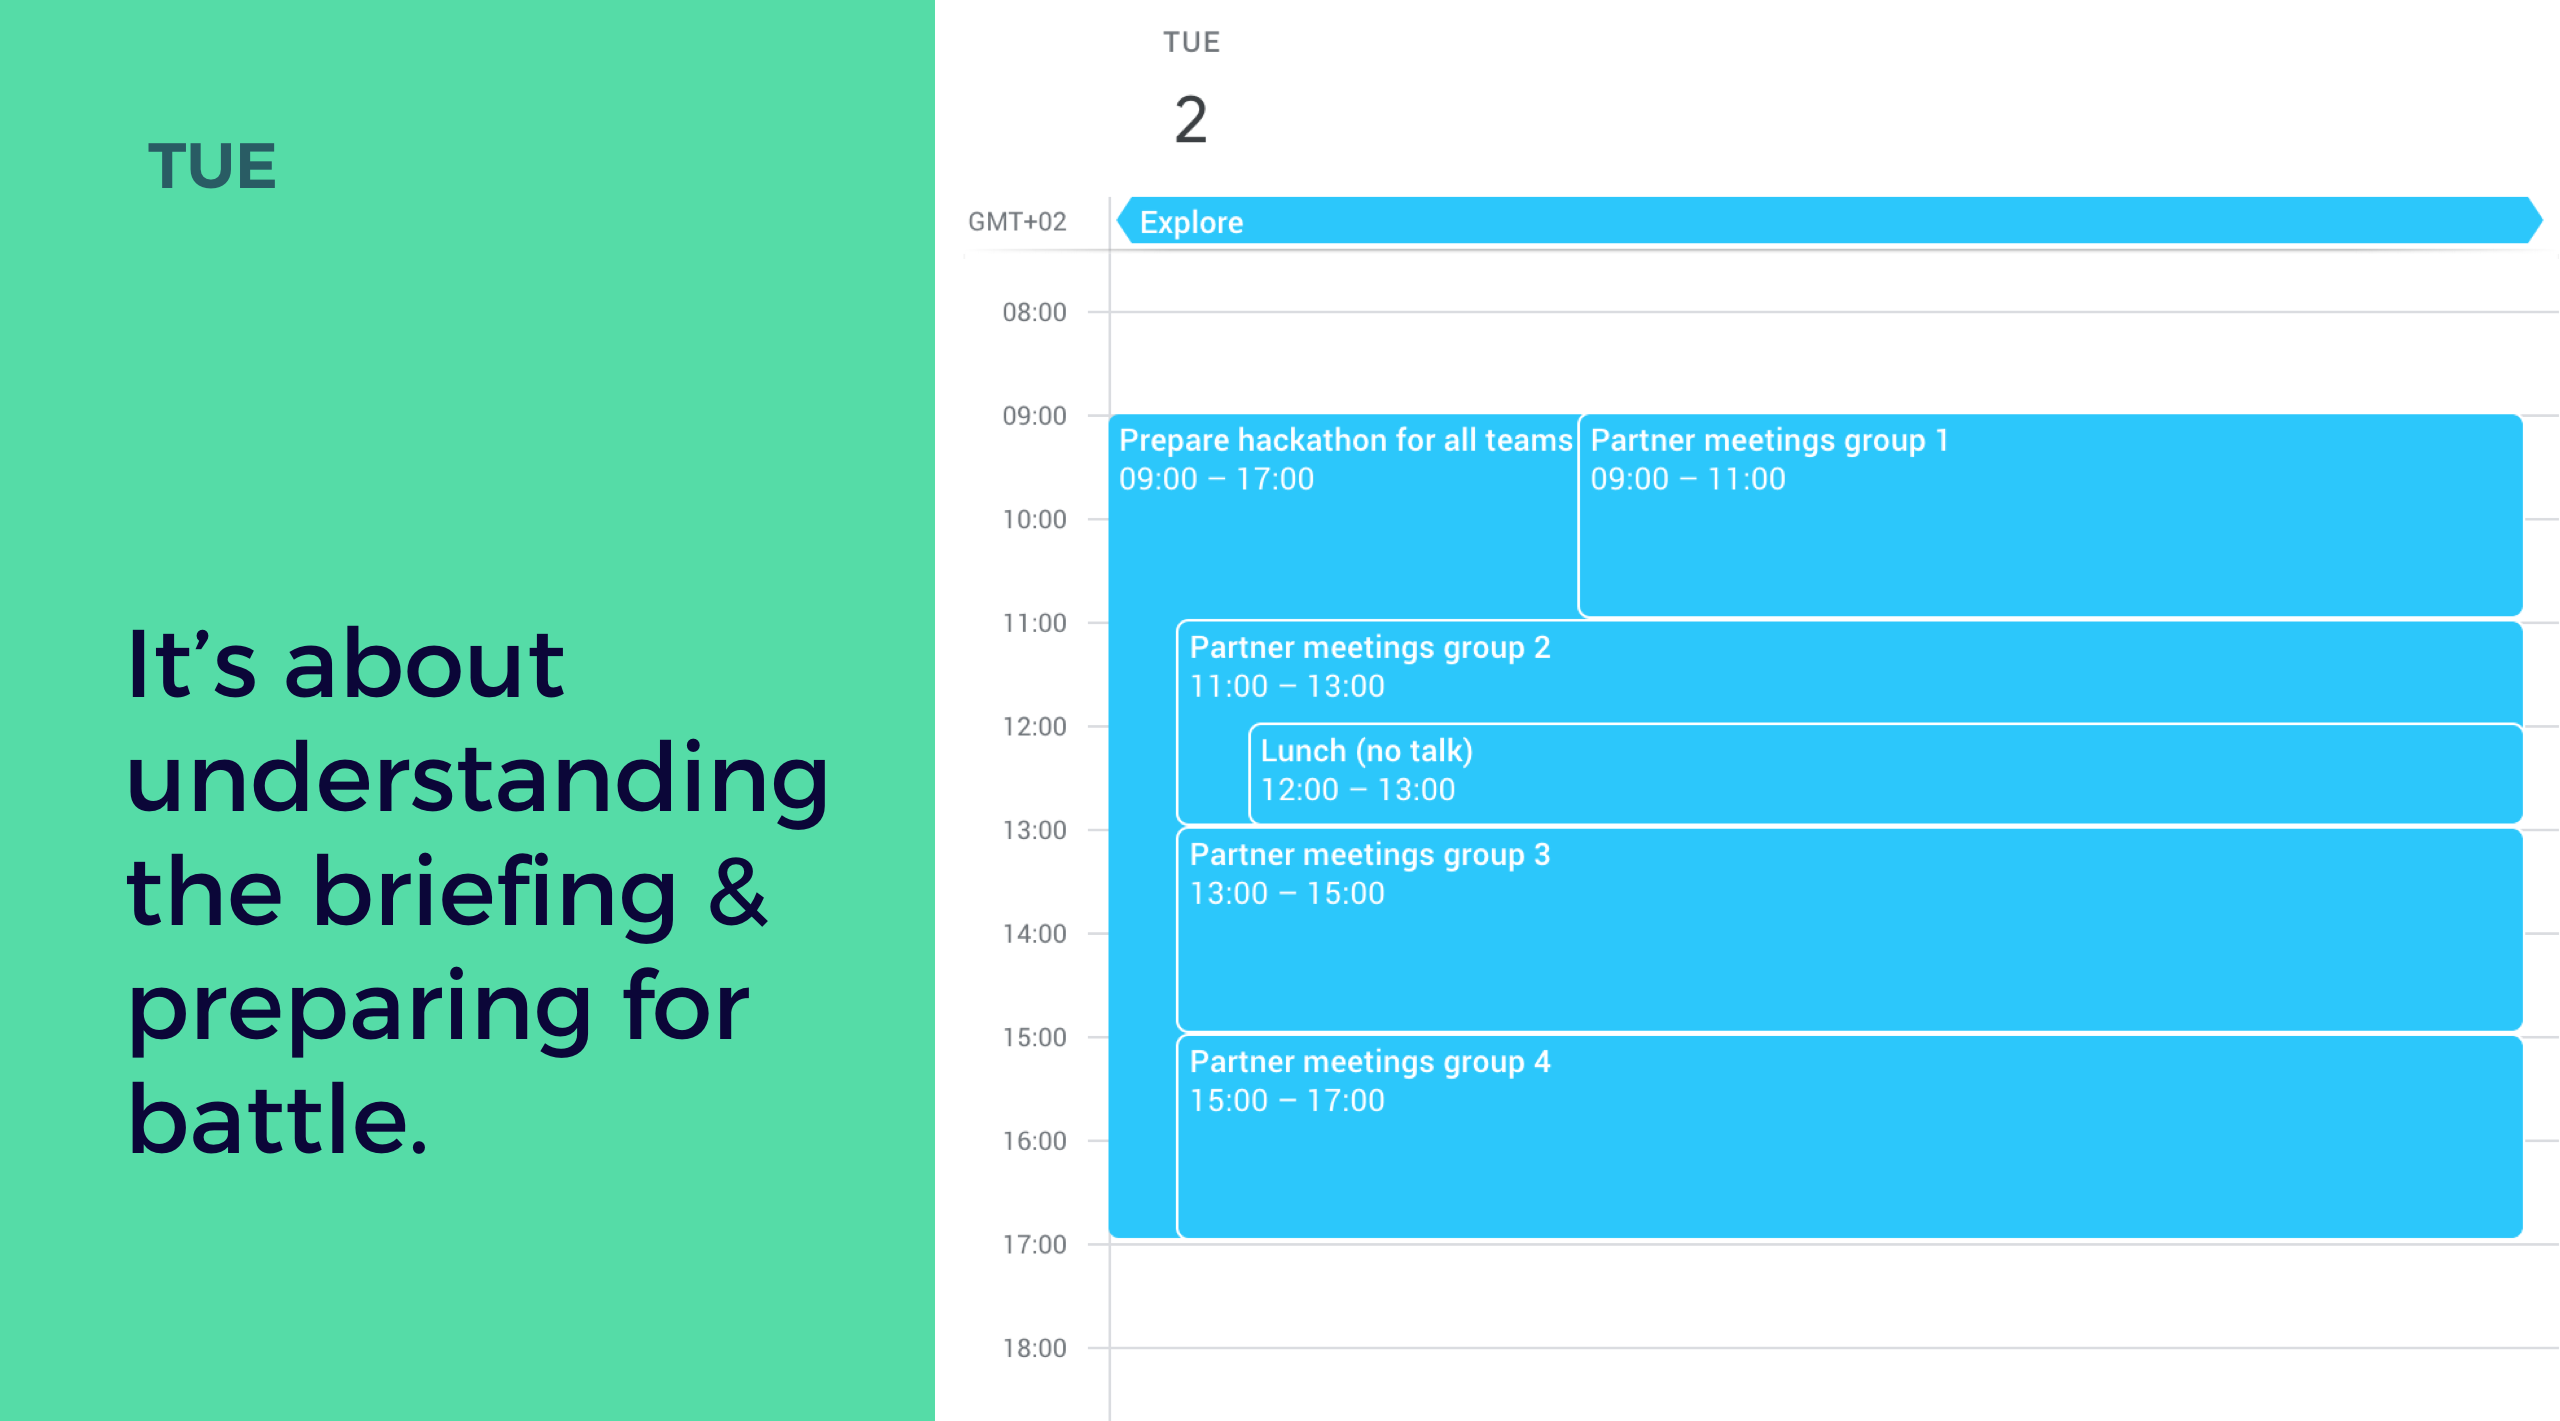 TUE
It’s about
understanding
the briefing &
preparing for
battle.
TUE
2
GMT+02
Explore
08:00
09:00
Prepare hackathon for all teams
09:00 – 17:00
Partner meetings group 1
09:00 – 11:00
10:00
11:00
Partner meetings group 2
11:00 – 13:00
12:00
Lunch (no talk)
12:00 – 13:00
13:00
Partner meetings group 3
13:00 – 15:00
14:00
15:00
Partner meetings group 4
15:00 – 17:00
16:00
17:00
18:00